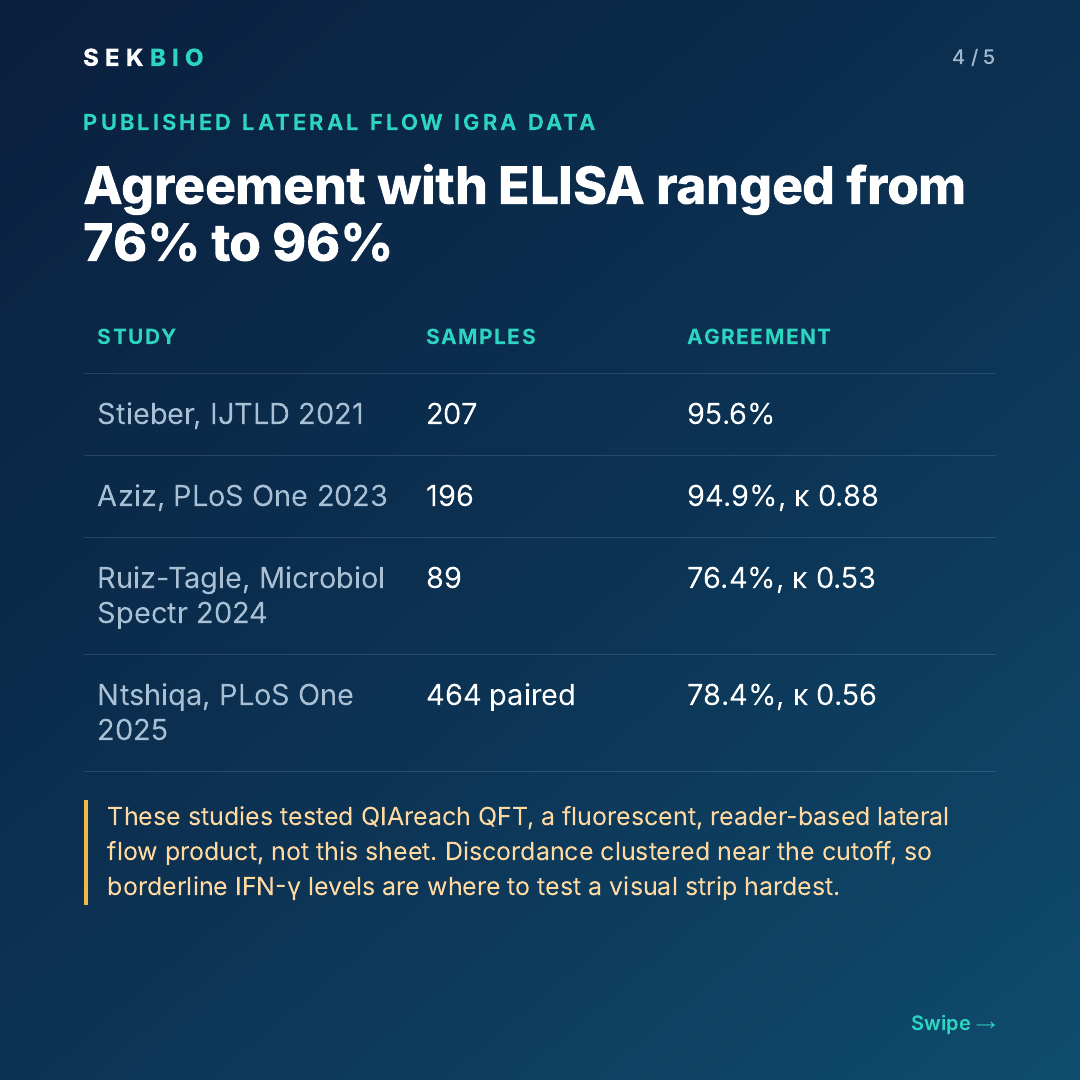 SEKBIO
4 / 5
PUBLISHED LATERAL FLOW IGRA DATA
Agreement with ELISA ranged from
76% to 96%
STUDY SAMPLES AGREEMENT
Stieber, IJTLD 2021 207 95.6%
Aziz, PLoS One 2023 196 94.9%, κ 0.88
Ruiz-Tagle, Microbiol 89 76.4%, κ 0.53
Spectr 2024
Ntshiqa, PLoS One 464 paired 78.4%, κ 0.56
2025
These studies tested QIAreach QFT, a fluorescent, reader-based lateral
flow product, not this sheet. Discordance clustered near the cutoff, so
borderline IFN-γ levels are where to test a visual strip hardest.
Swipe →